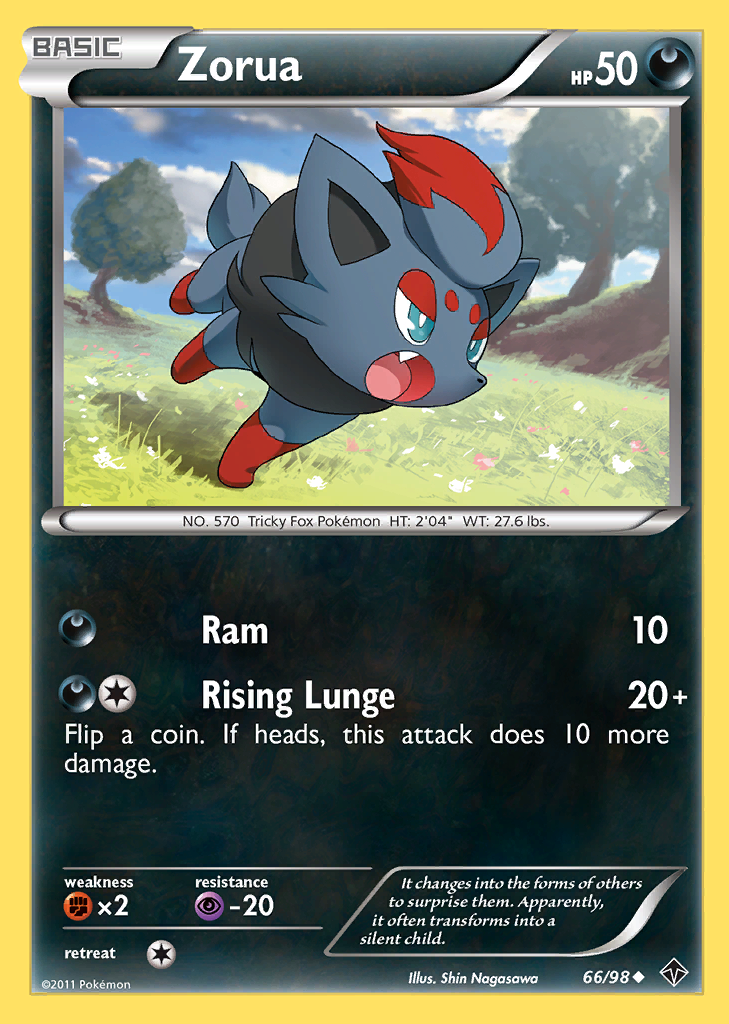 BASIC
Zorua
HP 50
NO. 570 Tricky Fox Pokémon HT: 2'04" WT: 27.6 lbs.
Ram 10
Rising Lunge 20+
Flip a coin. If heads, this attack does 10 more
damage.
weakness
×2
resistance
-20
retreat
It changes into the forms of others
to surprise them. Apparently,
it often transforms into a
silent child.
©2011 Pokémon
Illus. Shin Nagasawa
66/98